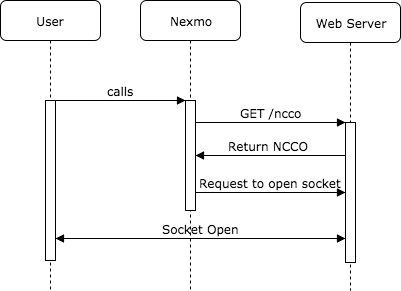 User
Nexmo
Web Server
calls
GET /ncco
Return NCCO
Request to open socket
Socket Open